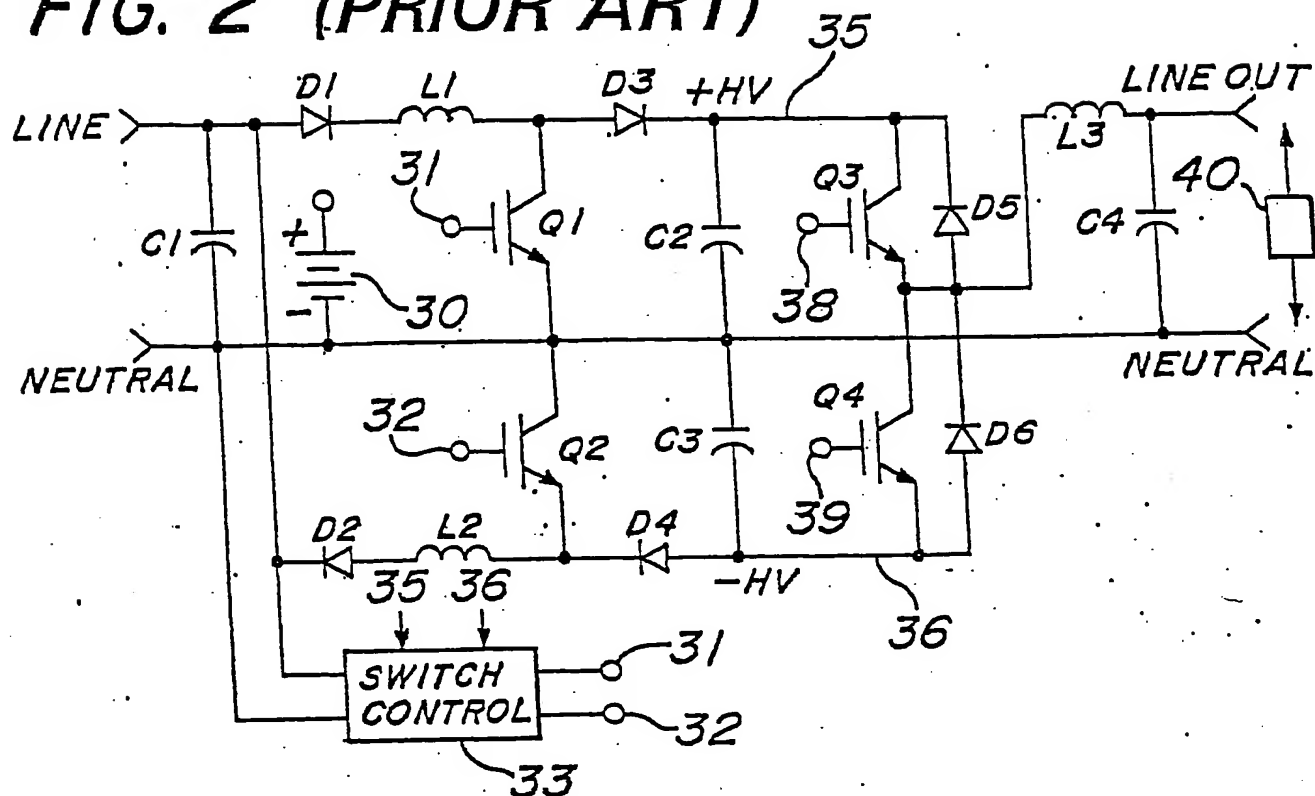 FIG. 2 (PRIOR ART)
35
D1
L1
D3
+HV
LINE OUT
LINE
L3
31
Q3
40
Q1
D5
C1
+
C2
C4
-
30
38
NEUTRAL
NEUTRAL
32
Q4
C3
D6
Q2
39
D2
L2
D4
-HV
35
36
36
31
SWITCH
CONTROL
32
33